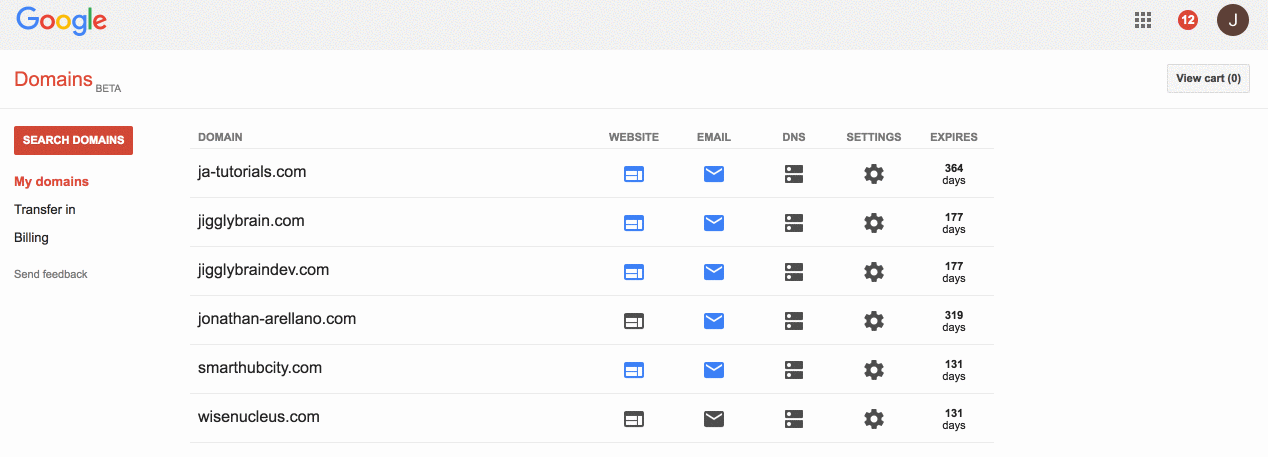 Google
12
J
Domains BETA
View cart (0)
SEARCH DOMAINS
My domains
Transfer in
Billing
Send feedback
DOMAIN WEBSITE EMAIL DNS SETTINGS EXPIRES
ja-tutorials.com 364 days
jigglybrain.com 177 days
jigglybraindev.com 177 days
jonathan-arellano.com 319 days
smarthubcity.com 131 days
wisenucleus.com 131 days